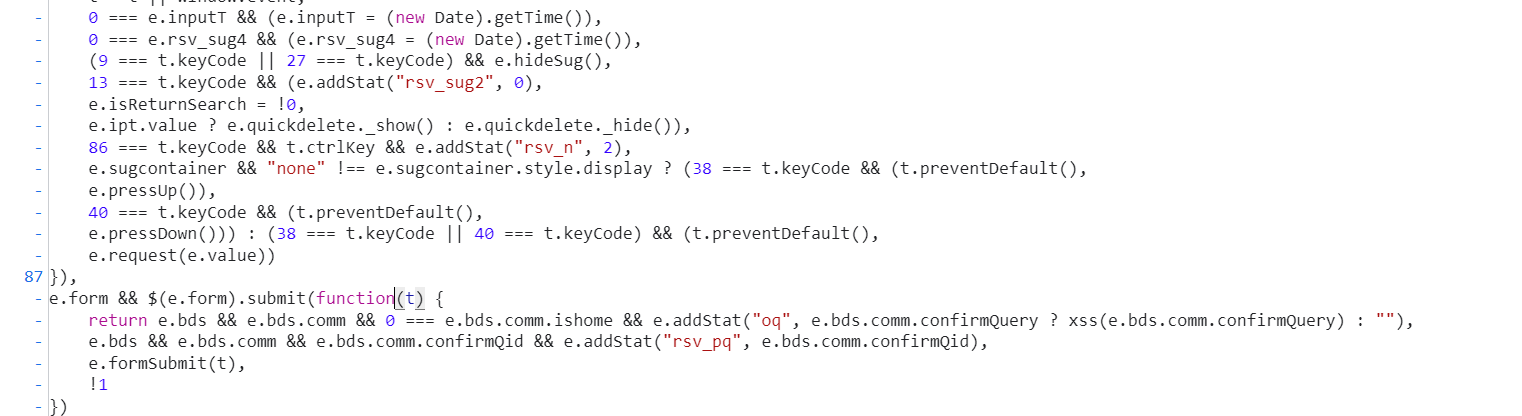 - 0 === e.inputT && (e.inputT = (new Date).getTime()),
- 0 === e.rsv_sug4 && (e.rsv_sug4 = (new Date).getTime()),
- (9 === t.keyCode || 27 === t.keyCode) && e.hideSug(),
- 13 === t.keyCode && (e.addStat("rsv_sug2", 0),
- e.isReturnSearch = !0,
- e.ipt.value ? e.quickdelete._show() : e.quickdelete._hide()),
- 86 === t.keyCode && t.ctrlKey && e.addStat("rsv_n", 2),
- e.sugcontainer && "none" !== e.sugcontainer.style.display ? (38 === t.keyCode && (t.preventDefault(),
- e.pressUp()),
- 40 === t.keyCode && (t.preventDefault(),
- e.pressDown())) : (38 === t.keyCode || 40 === t.keyCode) && (t.preventDefault(),
- e.request(e.value))
87 }),
- e.form && $(e.form).submit(function(t) {
- return e.bds && e.bds.comm && 0 === e.bds.comm.ishome && e.addStat("oq", e.bds.comm.confirmQuery ? xss(e.bds.comm.confirmQuery) : ""),
- e.bds && e.bds.comm && e.bds.comm.confirmQid && e.addStat("rsv_pq", e.bds.comm.confirmQid),
- e.formSubmit(t),
- !1
- })